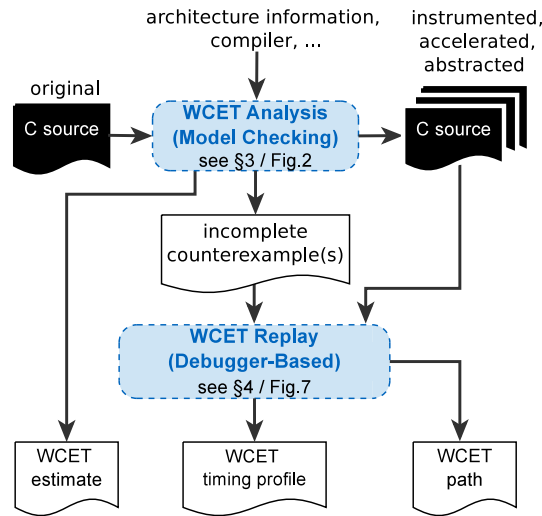 architecture information,
compiler, ...
instrumented,
accelerated,
abstracted
original
C source
WCET Analysis
(Model Checking)
see §3 / Fig.2
C source
incomplete
counterexample(s)
WCET Replay
(Debugger-Based)
see §4 / Fig.7
WCET
estimate
WCET
timing profile
WCET
path